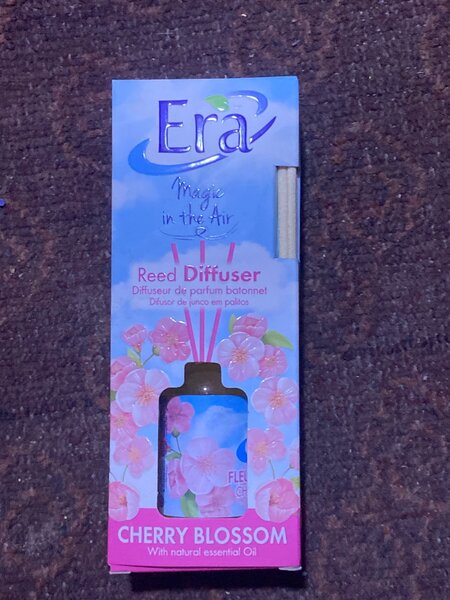 Era
Magic
in the Air
Reed Diffuser
Diffuseur de parfum batonnet
Difusor de junco em palitos
CHERRY BLOSSOM
With natural essential Oil